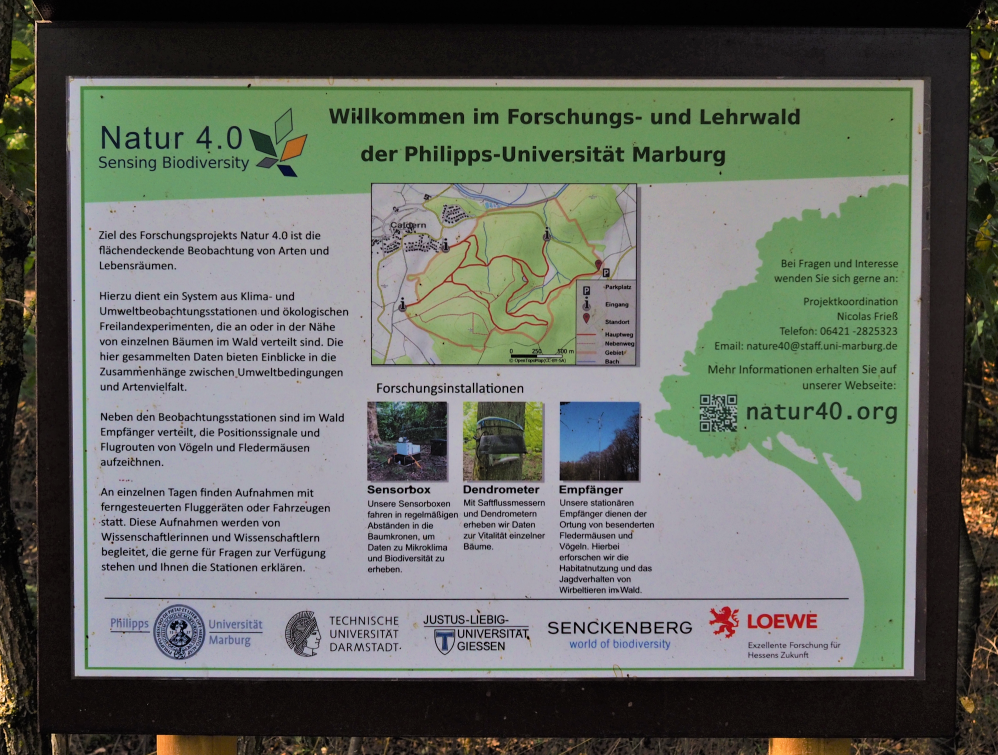 Natur 4.0
Sensing Biodiversity
Willkommen im Forschungs- und Lehrwald
der Philipps-Universität Marburg
Ziel des Forschungsprojekts Natur 4.0 ist die
flächendeckende Beobachtung von Arten und
Lebensräumen.
Hierzu dient ein System aus Klima- und
Umweltbeobachtungsstationen und ökologischen
Freilandexperimenten, die an oder in der Nähe
von einzelnen Bäumen im Wald verteilt sind. Die
hier gesammelten Daten bieten Einblicke in die
Zusammenhänge zwischen Umweltbedingungen
und Artenvielfalt.
Neben den Beobachtungsstationen sind im Wald
Empfänger verteilt, die Positionssignale und
Flugrouten von Vögeln und Fledermäusen
aufzeichnen.
An einzelnen Tagen finden Aufnahmen mit
ferngesteuerten Fluggeräten oder Fahrzeugen
statt. Diese Aufnahmen werden von
Wissenschaftlerinnen und Wissenschaftlern
begleitet, die gerne für Fragen zur Verfügung
stehen und Ihnen die Stationen erklären.
Caldern
P
P
Parkplatz
Eingang
Standort
Hauptweg
Nebenweg
Gebiet
Bach
0 250 500 m
© OpenTopoMap (CC-BY-SA)
Forschungsinstallationen
Sensorbox
Unsere Sensorboxen
fahren in regelmäßigen
Abständen in die
Baumkronen, um
Daten zu Mikroklima
und Biodiversität zu
erheben.
Dendrometer
Mit Saftflussmessern
und Dendrometern
erheben wir Daten
zur Vitalität einzelner
Bäume.
Empfänger
Unsere stationären
Empfänger dienen der
Ortung von besenderten
Fledermäusen und
Vögeln. Hierbei
erforschen wir die
Habitatnutzung und das
Jagdverhalten von
Wirbeltieren im Wald.
Bei Fragen und Interesse
wenden Sie sich gerne an:
Projektkoordination
Nicolas Frieß
Telefon: 06421 -2825323
Email: nature40@staff.uni-marburg.de
Mehr Informationen erhalten Sie auf
unserer Webseite:
natur40.org
Philipps Universität
Marburg
TECHNISCHE
UNIVERSITÄT
DARMSTADT
JUSTUS-LIEBIG-
UNIVERSITÄT
GIESSEN
SENCKENBERG
world of biodiversity
LOEWE
Exzellente Forschung für
Hessens Zukunft